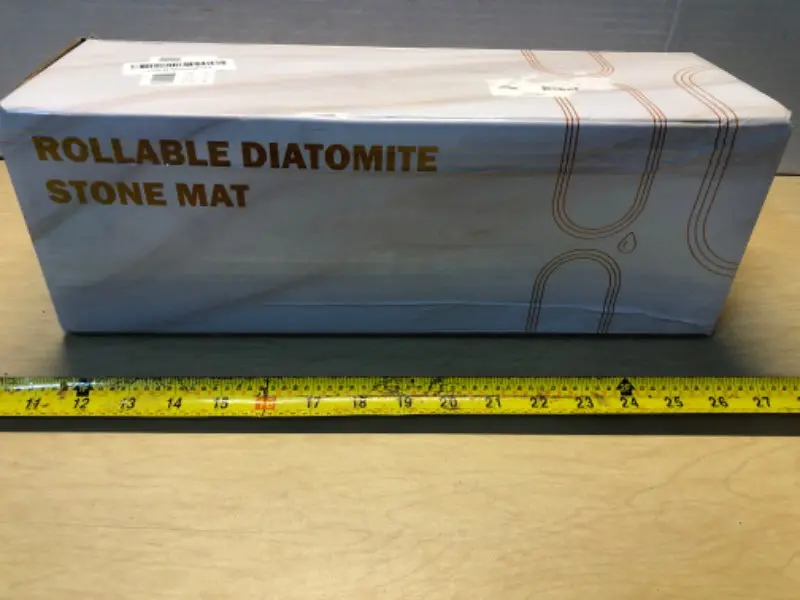 ROLLABLE DIATOMITE
STONE MAT
11 12 13 14 15 16 17 18 19 20 21 22 23 24 25 26 27